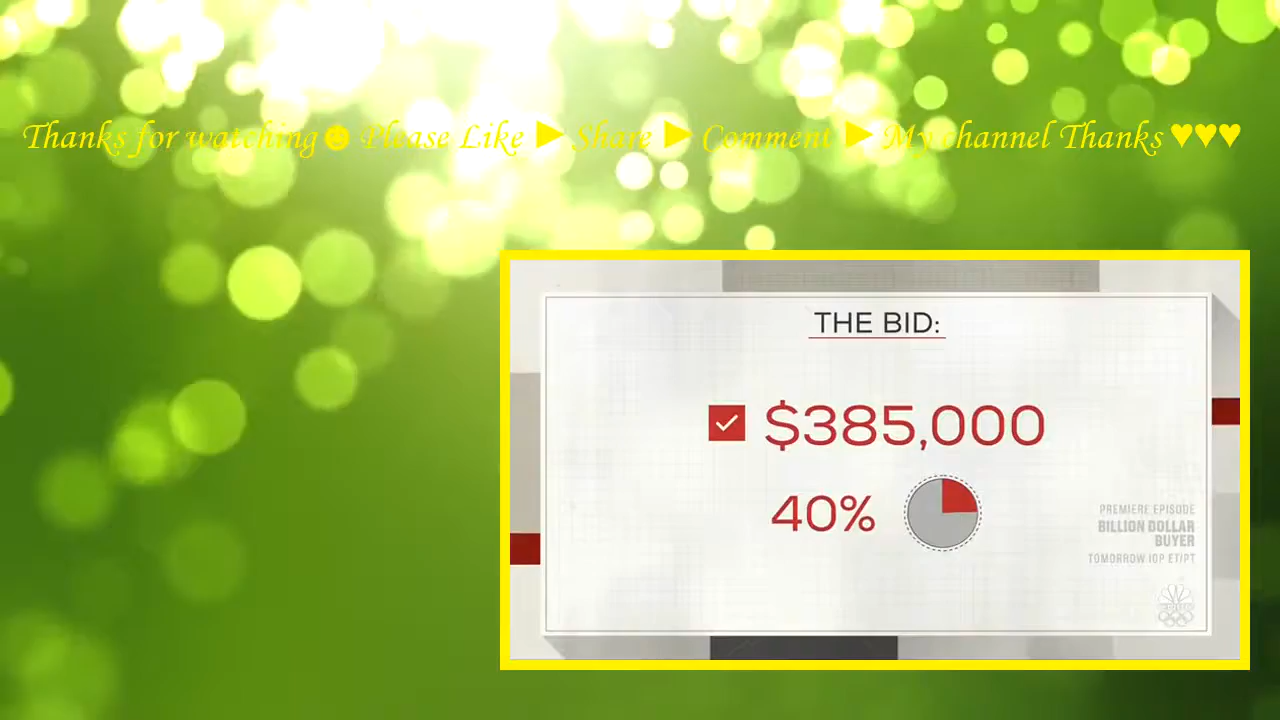 Thanks for watching☻ Please Like ► Share ► Comment ► My channel Thanks ♥♥♥
THE BID:
$385,000
40%
PREMIERE EPISODE
BILLION DOLLAR
BUYER
TOMORROW 10P ET/PT